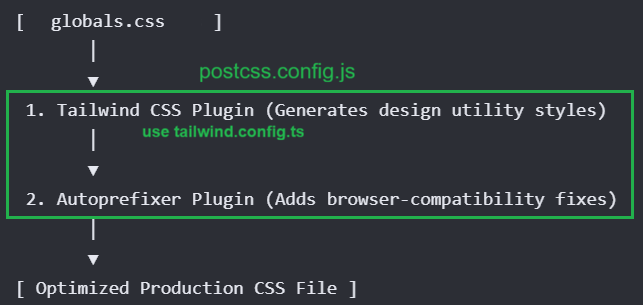 [ globals.css ]
postcss.config.js
1. Tailwind CSS Plugin (Generates design utility styles)
use tailwind.config.ts
2. Autoprefixer Plugin (Adds browser-compatibility fixes)
[ Optimized Production CSS File ]